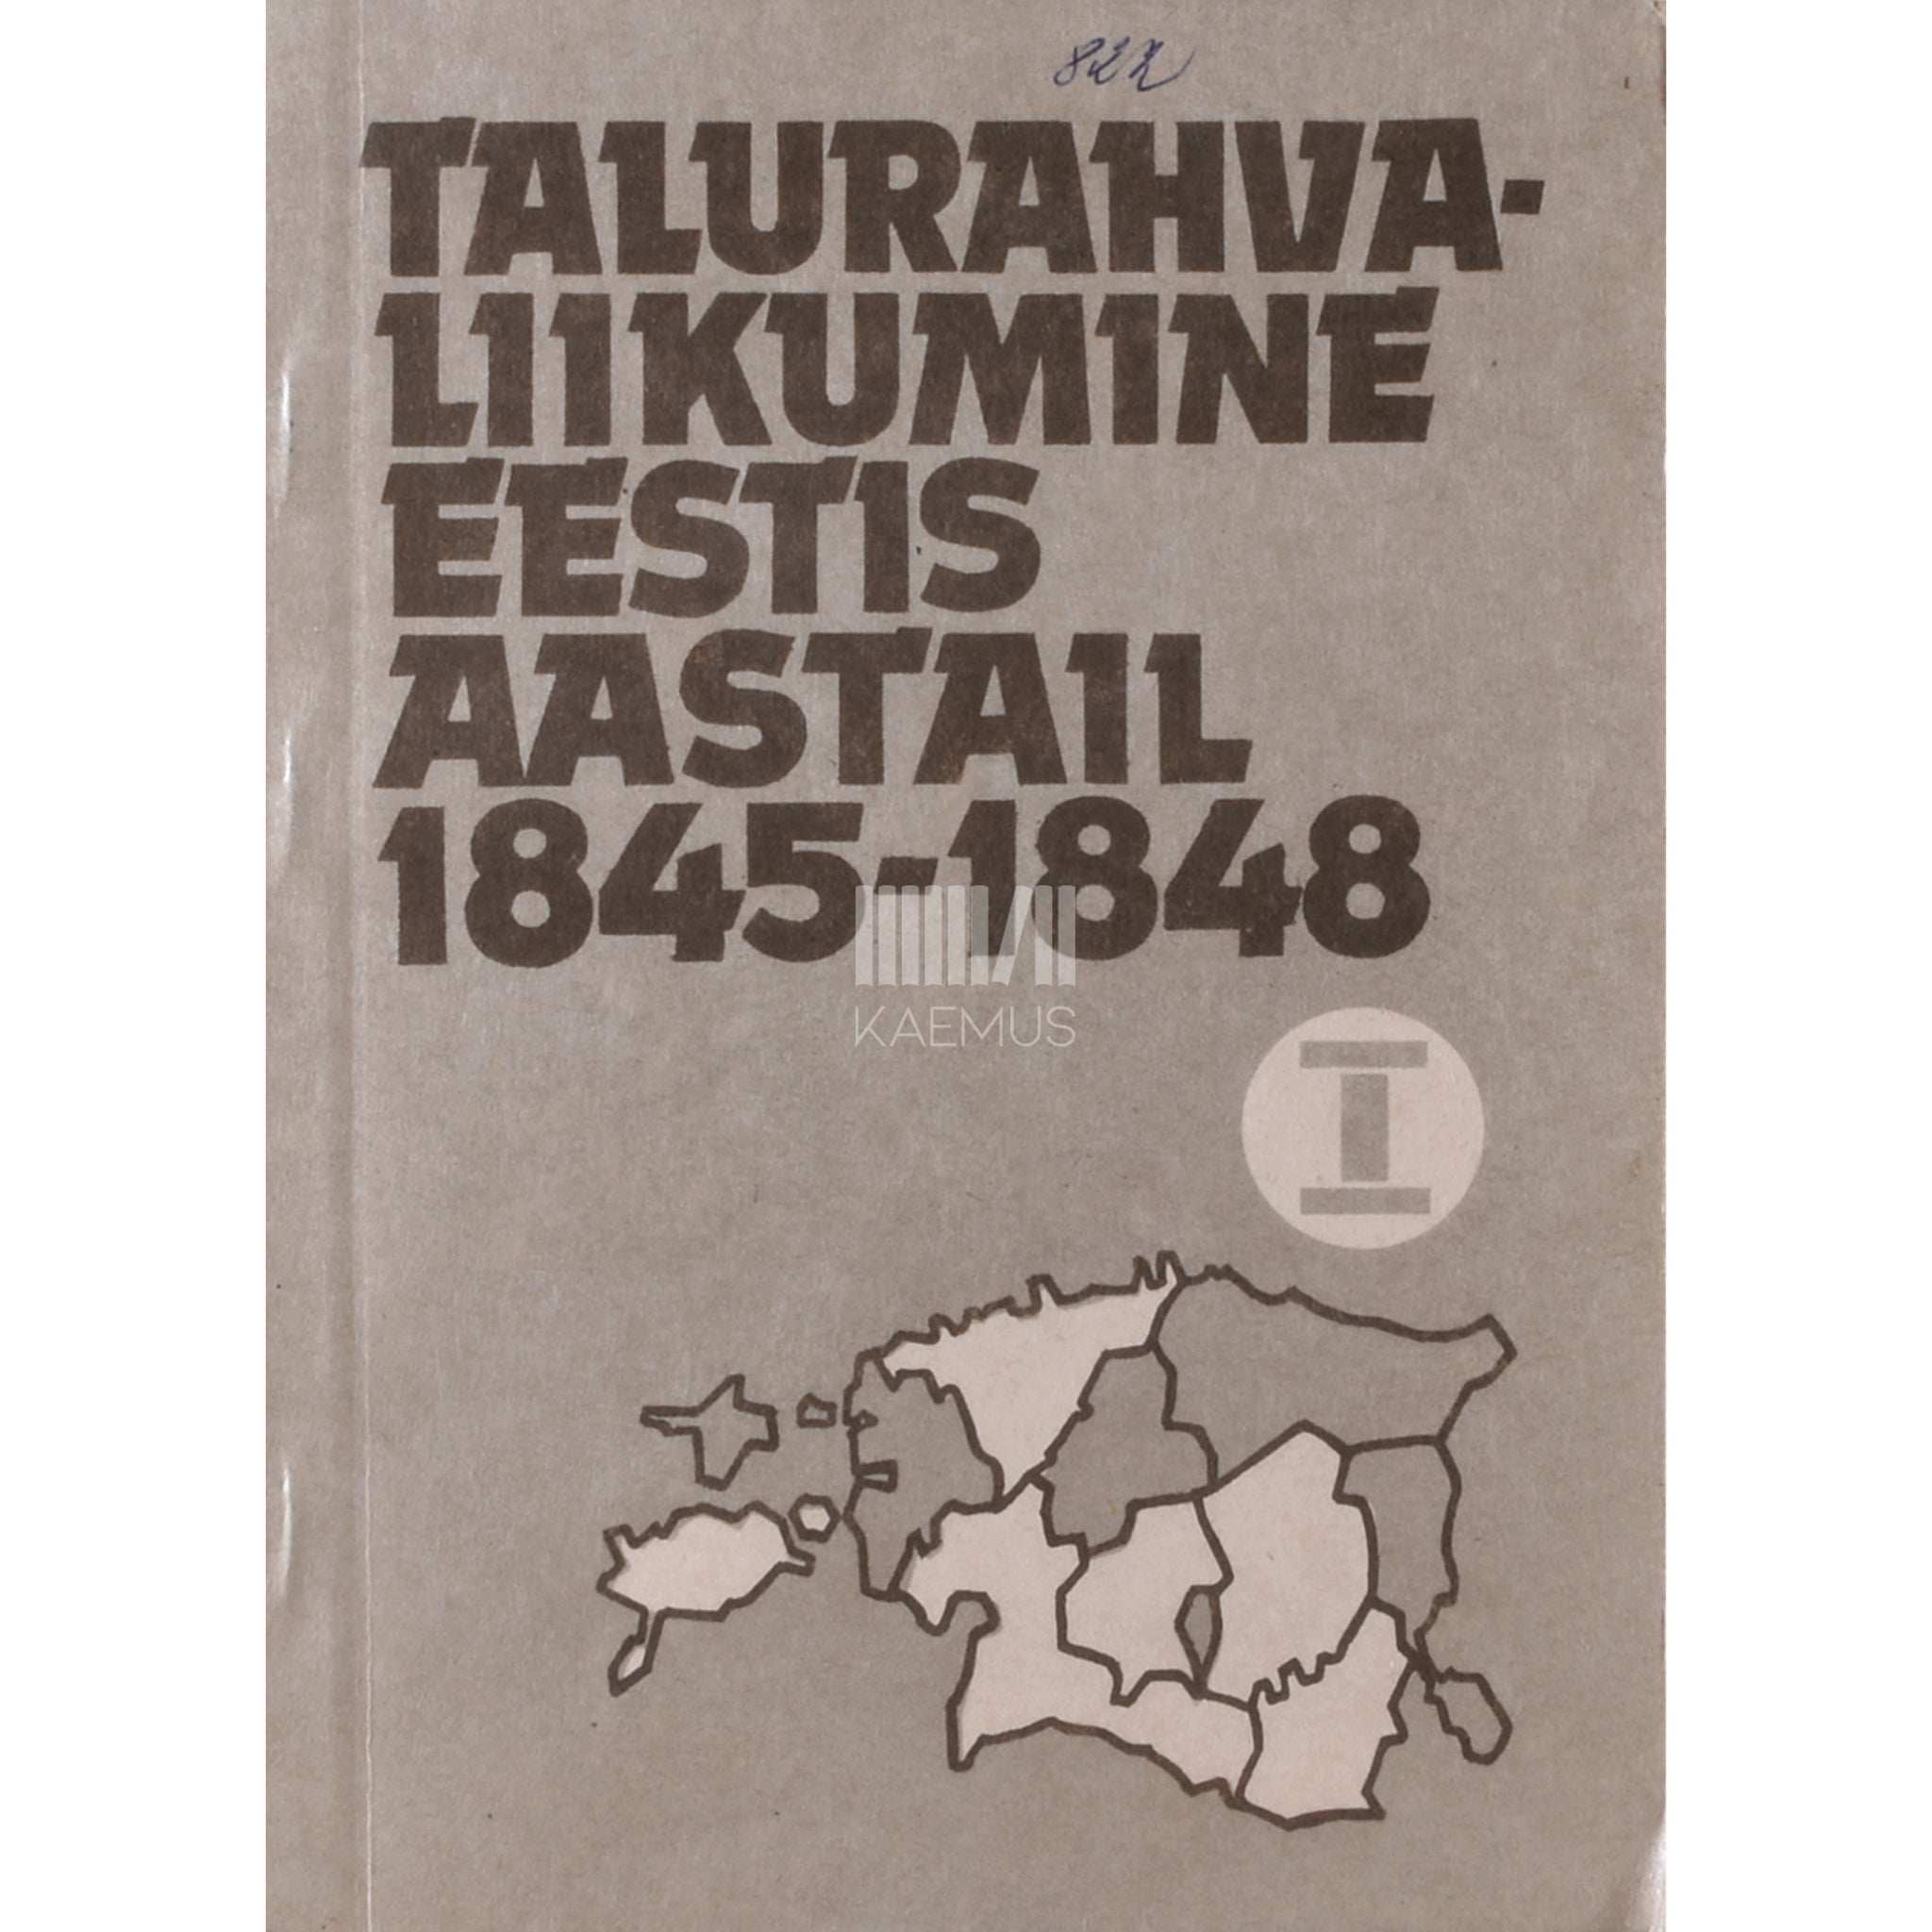 TALURAHVA-
LIIKUMINE
EESTIS
AASTAIL
1845-1848
KAEMUS
I